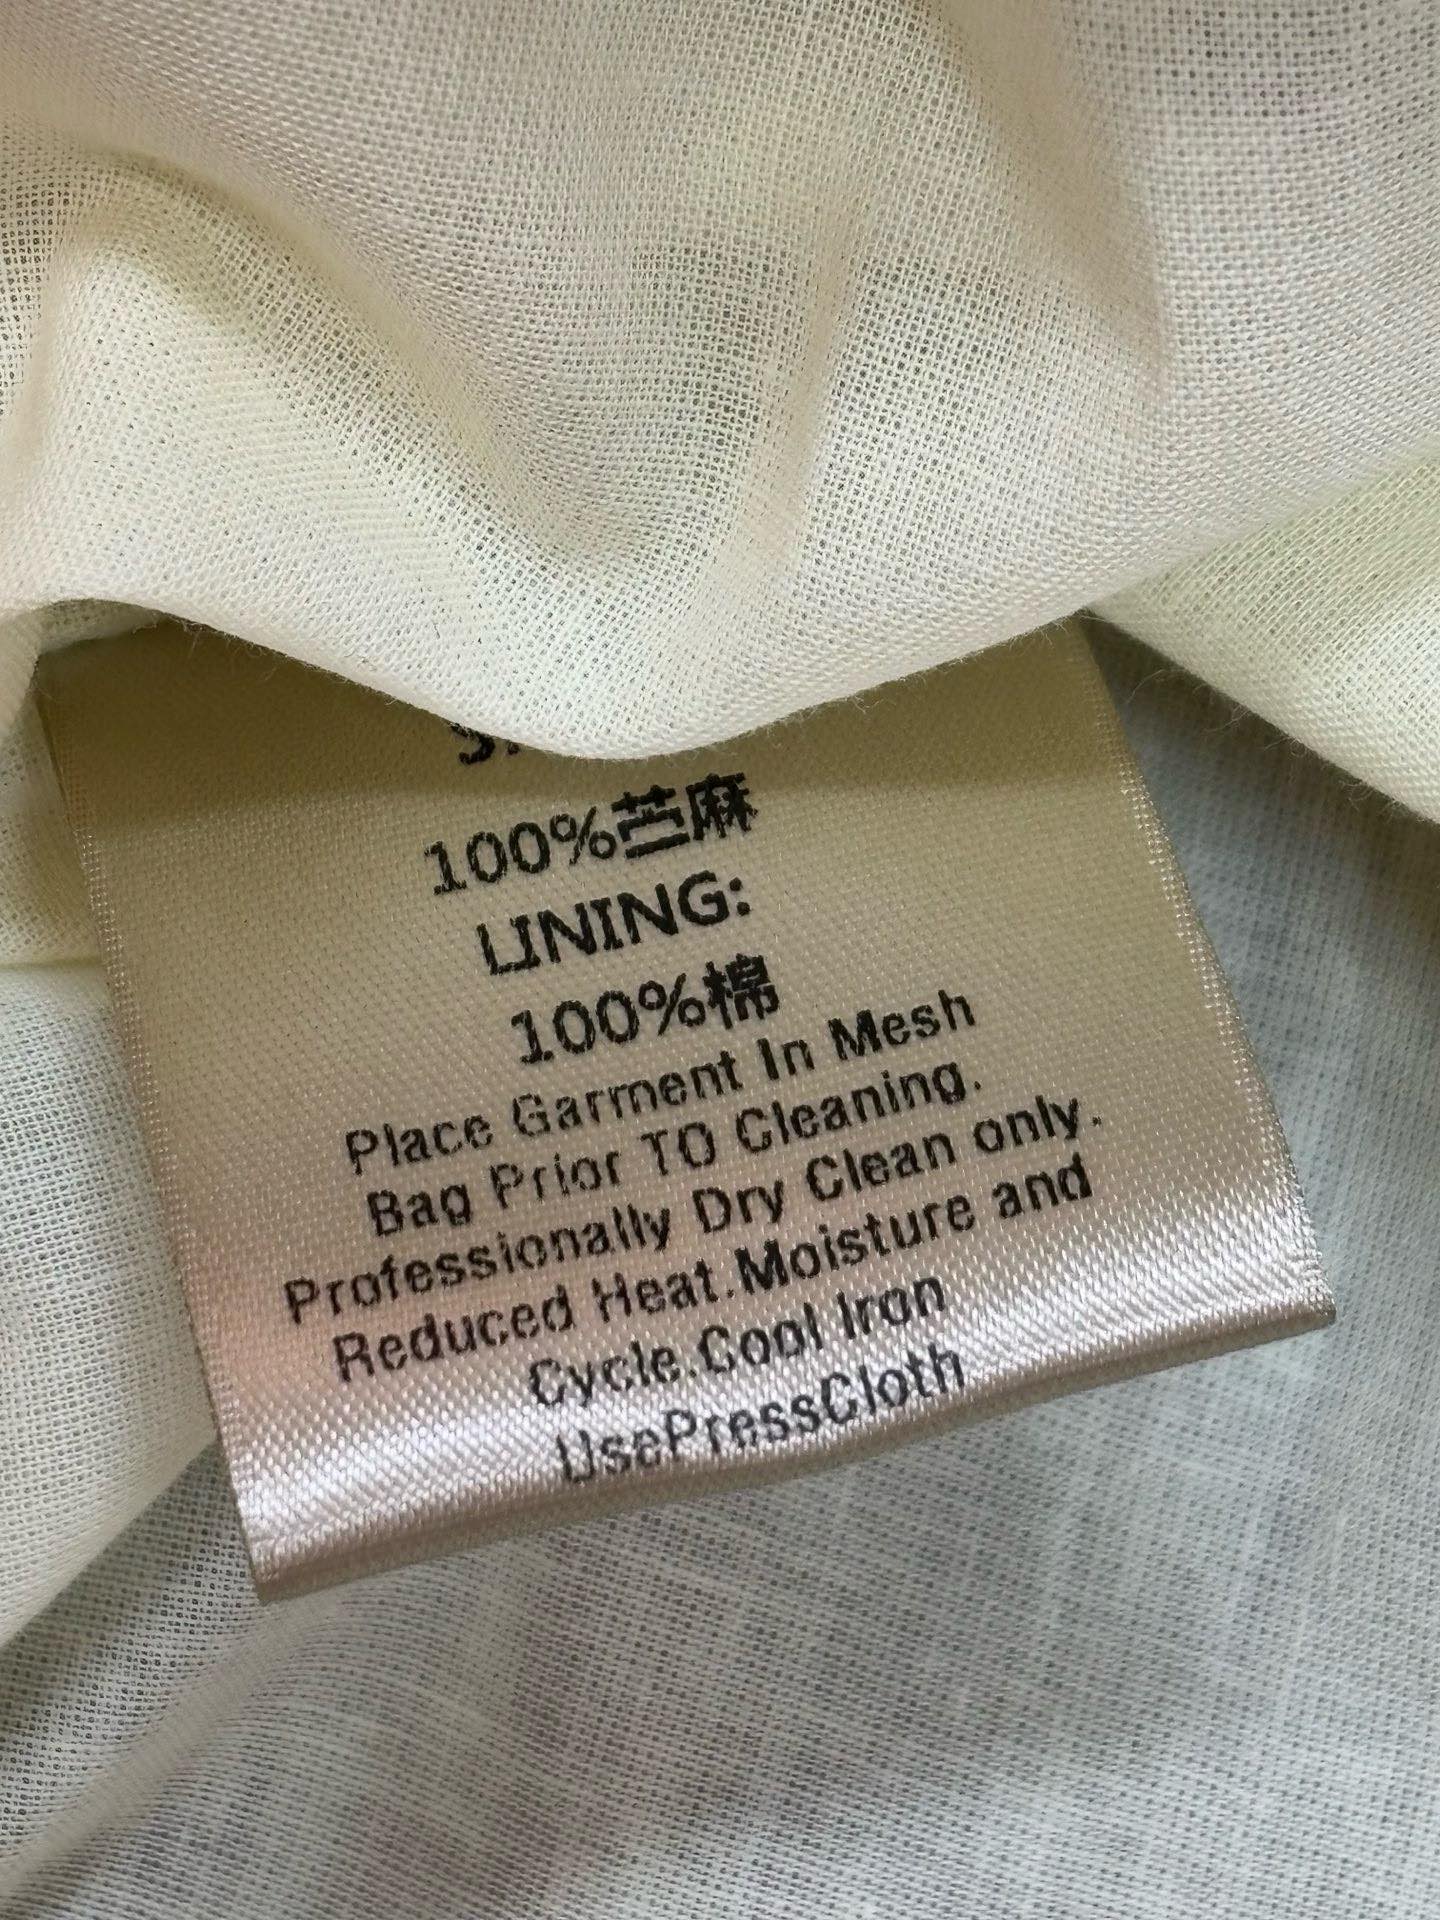 100%苎麻
LINING:
100%棉
Place Garment In Mesh
Bag Prior TO Cleaning.
Professionally Dry Clean only.
Reduced Heat.Moisture and
Cycle.Cool Iron
UsePressCloth